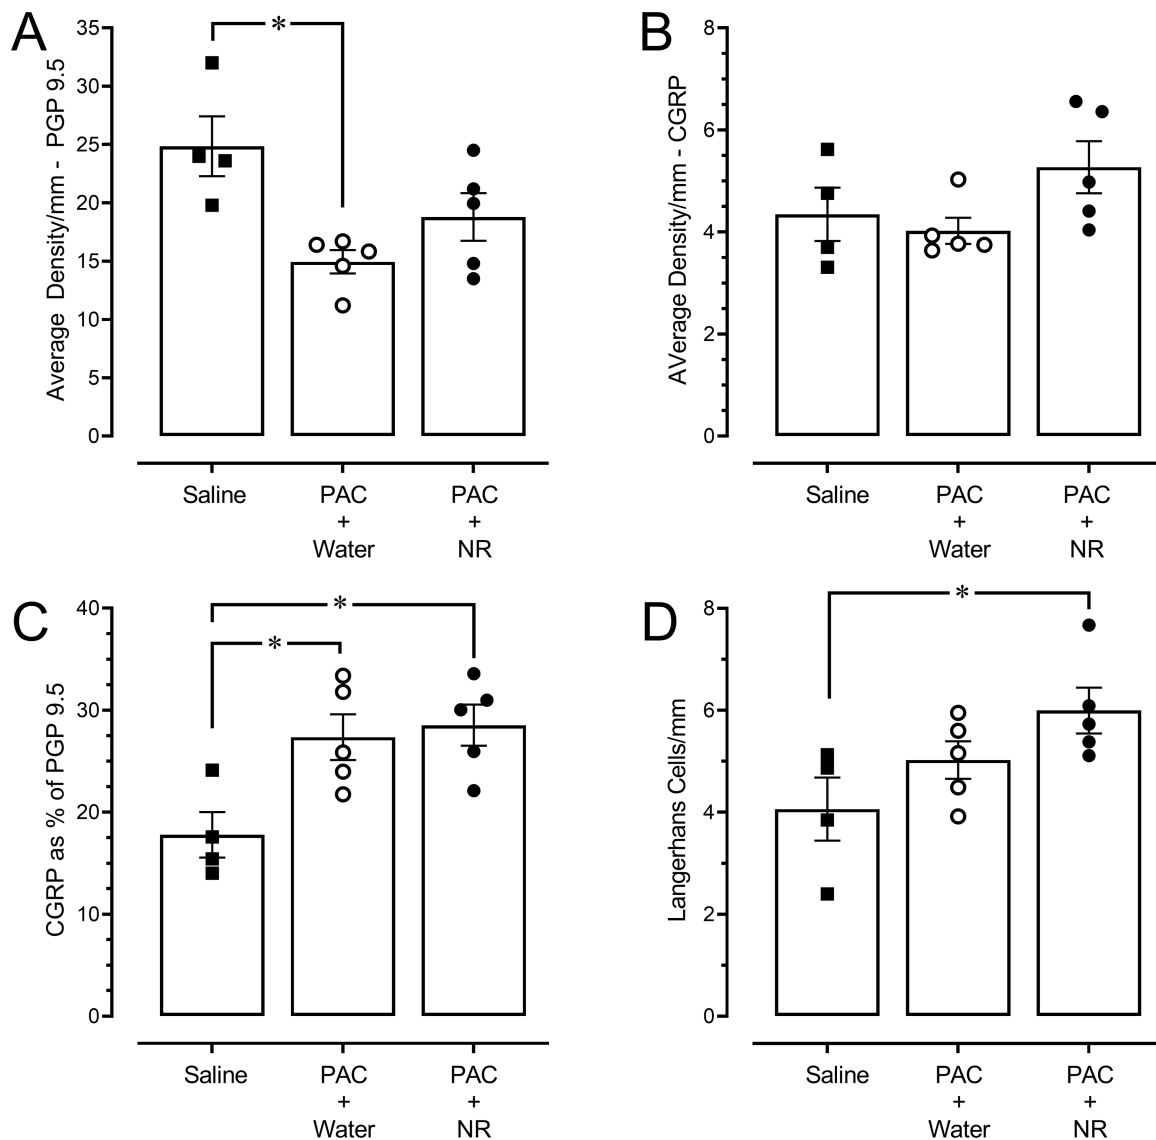 A
Average Density/mm - PGP 9.5
35
30
25
20
15
10
5
0
*
Saline
PAC
+
Water
PAC
+
NR
B
AVerage Density/mm - CGRP
8
6
4
2
0
Saline
PAC
+
Water
PAC
+
NR
C
CGRP as % of PGP 9.5
40
30
20
10
0
*
*
Saline
PAC
+
Water
PAC
+
NR
D
Langerhans Cells/mm
8
6
4
2
0
*
Saline
PAC
+
Water
PAC
+
NR